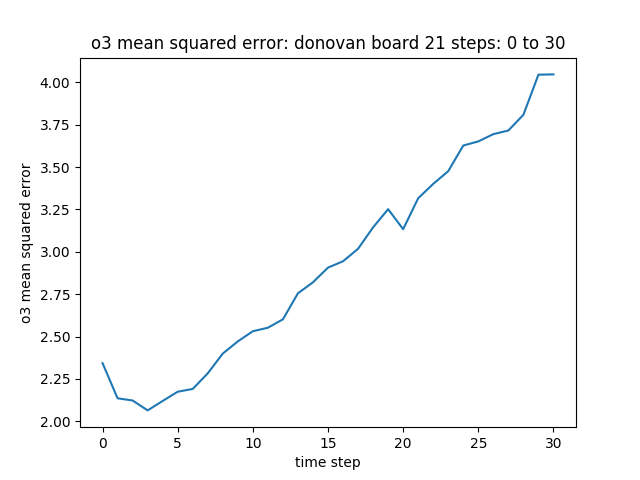 o3 mean squared error: donovan board 21 steps: 0 to 30
4.00
3.75
3.50
3.25
3.00
2.75
2.50
2.25
2.00
o3 mean squared error
0 5 10 15 20 25 30
time step